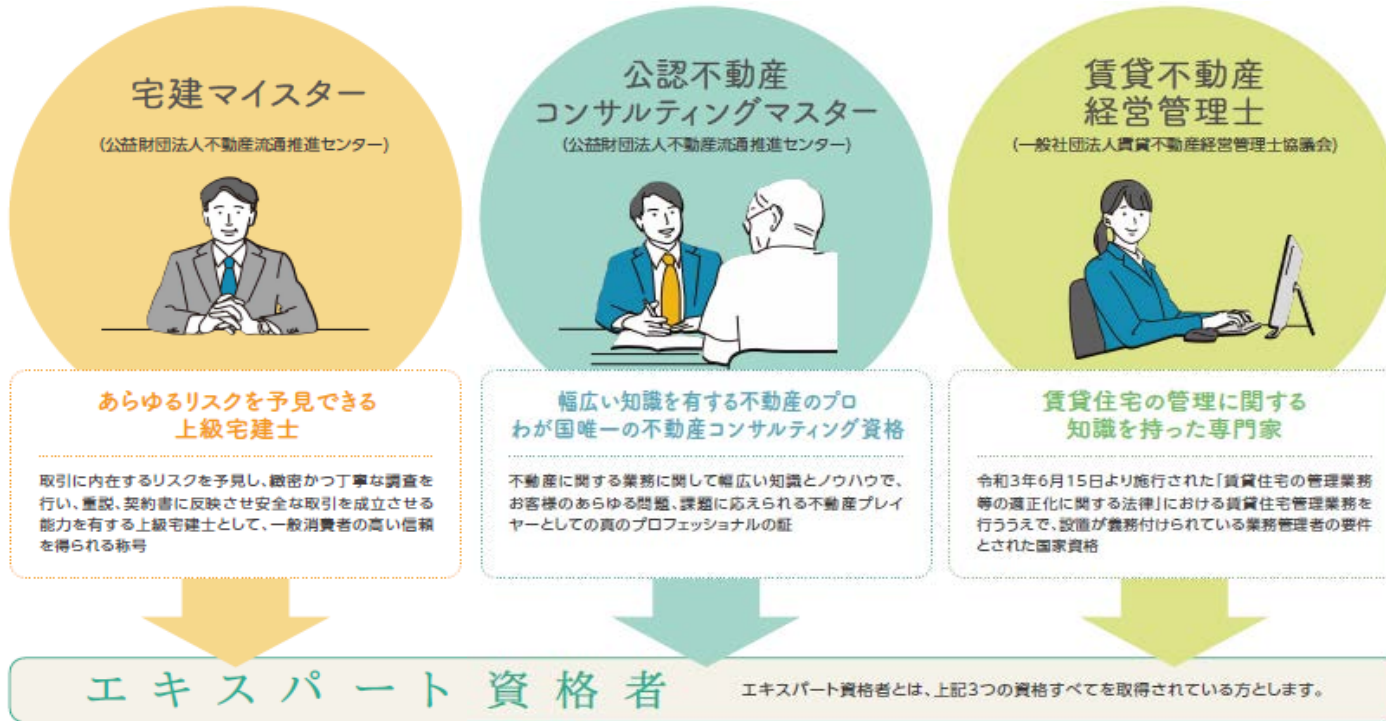 宅建マイスター
(公益財団法人不動産流通推進センター)
あらゆるリスクを予見できる
上級宅建士
取引に内在するリスクを予見し、緻密かつ丁寧な調査を
行い、重説、契約書に反映させ安全な取引を成立させる
能力を有する上級宅建士として、一般消費者の高い信頼
を得られる称号
公認不動産
コンサルティングマスター
(公益財団法人不動産流通推進センター)
幅広い知識を有する不動産のプロ
わが国唯一の不動産コンサルティング資格
不動産に関する業務に関して幅広い知識とノウハウで、
お客様のあらゆる問題、課題に応えられる不動産プレイ
ヤーとしての真のプロフェッショナルの証
賃貸不動産
経営管理士
(一般社団法人賃貸不動産経営管理士協議会)
賃貸住宅の管理に関する
知識を持った専門家
令和3年6月15日より施行された「賃貸住宅の管理業務
等の適正化に関する法律」における賃貸住宅管理業務を
行ううえで、設置が義務付けられている業務管理者の要件
とされた国家資格
エキスパート資格者
エキスパート資格者とは、上記3つの資格すべてを取得されている方とします。